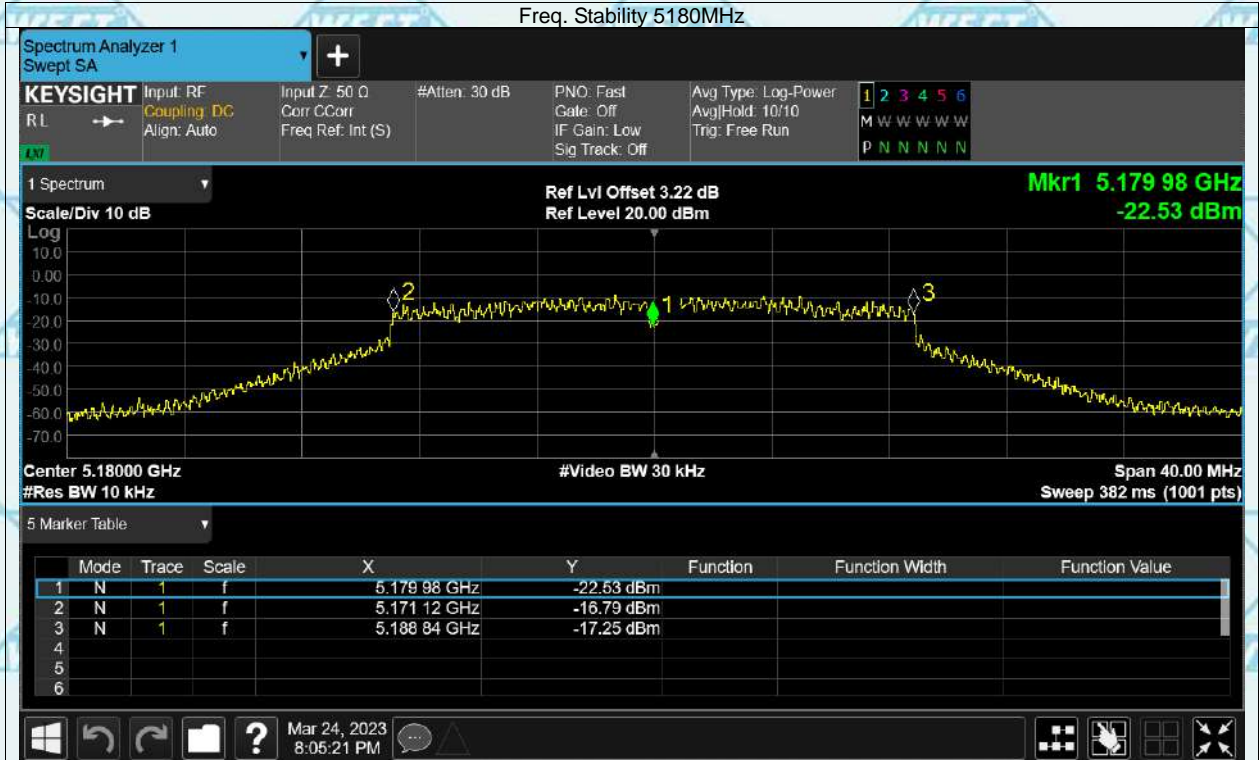 Freq. Stability 5180MHz
Spectrum Analyzer 1
Swept SA
+
KEYSIGHT
RL
LXI
Input: RF
Coupling: DC
Align: Auto
Input Z: 50 Ω
Corr CCorr
Freq Ref: Int (S)
#Atten: 30 dB
PNO: Fast
Gate: Off
IF Gain: Low
Sig Track: Off
Avg Type: Log-Power
Avg|Hold: 10/10
Trig: Free Run
1 2 3 4 5 6
M W W W W W
P N N N N N
1 Spectrum
Scale/Div 10 dB
Ref Lvl Offset 3.22 dB
Ref Level 20.00 dBm
Mkr1 5.179 98 GHz
-22.53 dBm
Log
10.0
0.00
-10.0
-20.0
-30.0
-40.0
-50.0
-60.0
-70.0
2
1
3
Center 5.18000 GHz
#Res BW 10 kHz
#Video BW 30 kHz
Span 40.00 MHz
Sweep 382 ms (1001 pts)
5 Marker Table
Mode Trace Scale X Y Function Function Width Function Value
1 N 1 f 5.179 98 GHz -22.53 dBm
2 N 1 f 5.171 12 GHz -16.79 dBm
3 N 1 f 5.188 84 GHz -17.25 dBm
4
5
6
?
Mar 24, 2023
8:05:21 PM